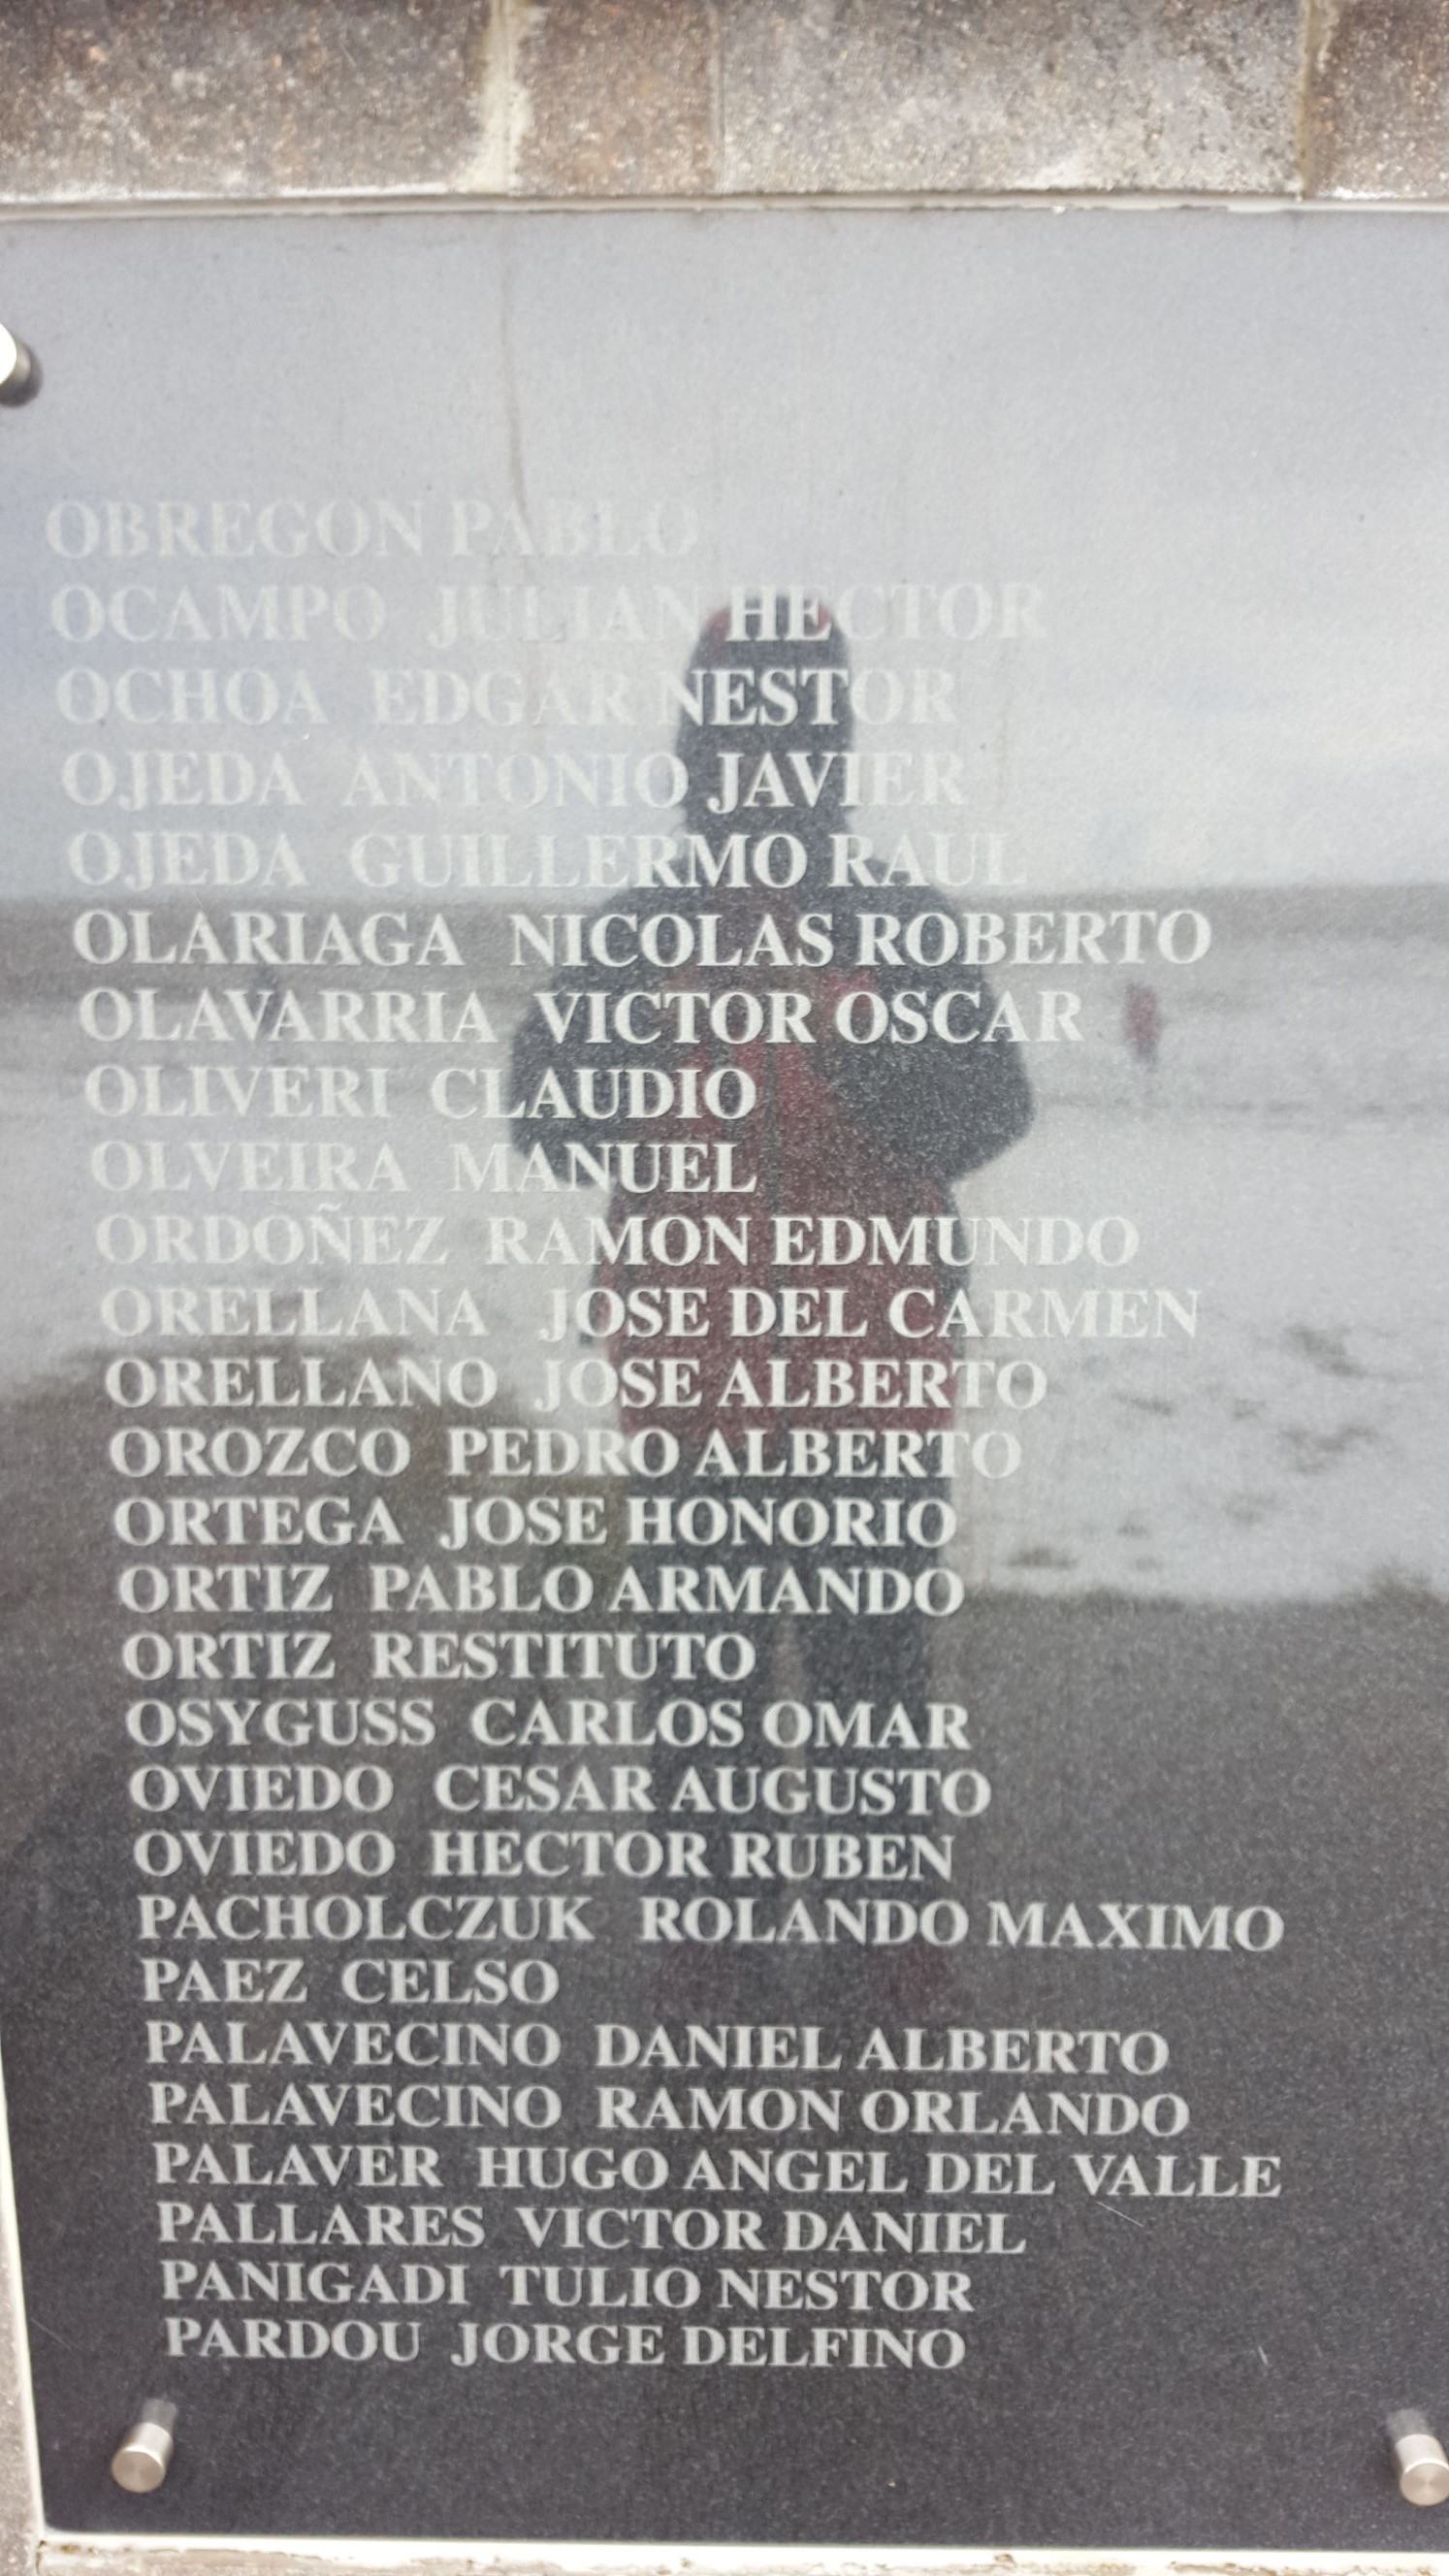 OBREGON PABLO
OCAMPO JULIAN HECTOR
OCHOA EDGAR NESTOR
OJEDA ANTONIO JAVIER
OJEDA GUILLERMO RAUL
OLARIAGA NICOLAS ROBERTO
OLAVARRIA VICTOR OSCAR
OLIVERI CLAUDIO
OLVEIRA MANUEL
ORDOÑEZ RAMON EDMUNDO
ORELLANA JOSE DEL CARMEN
ORELLANO JOSE ALBERTO
OROZCO PEDRO ALBERTO
ORTEGA JOSE HONORIO
ORTIZ PABLO ARMANDO
ORTIZ RESTITUTO
OSYGUSS CARLOS OMAR
OVIEDO CESAR AUGUSTO
OVIEDO HECTOR RUBEN
PACHOLCZUK ROLANDO MAXIMO
PAEZ CELSO
PALAVECINO DANIEL ALBERTO
PALAVECINO RAMON ORLANDO
PALAVER HUGO ANGEL DEL VALLE
PALLARES VICTOR DANIEL
PANIGADI TULIO NESTOR
PARDOU JORGE DELFINO